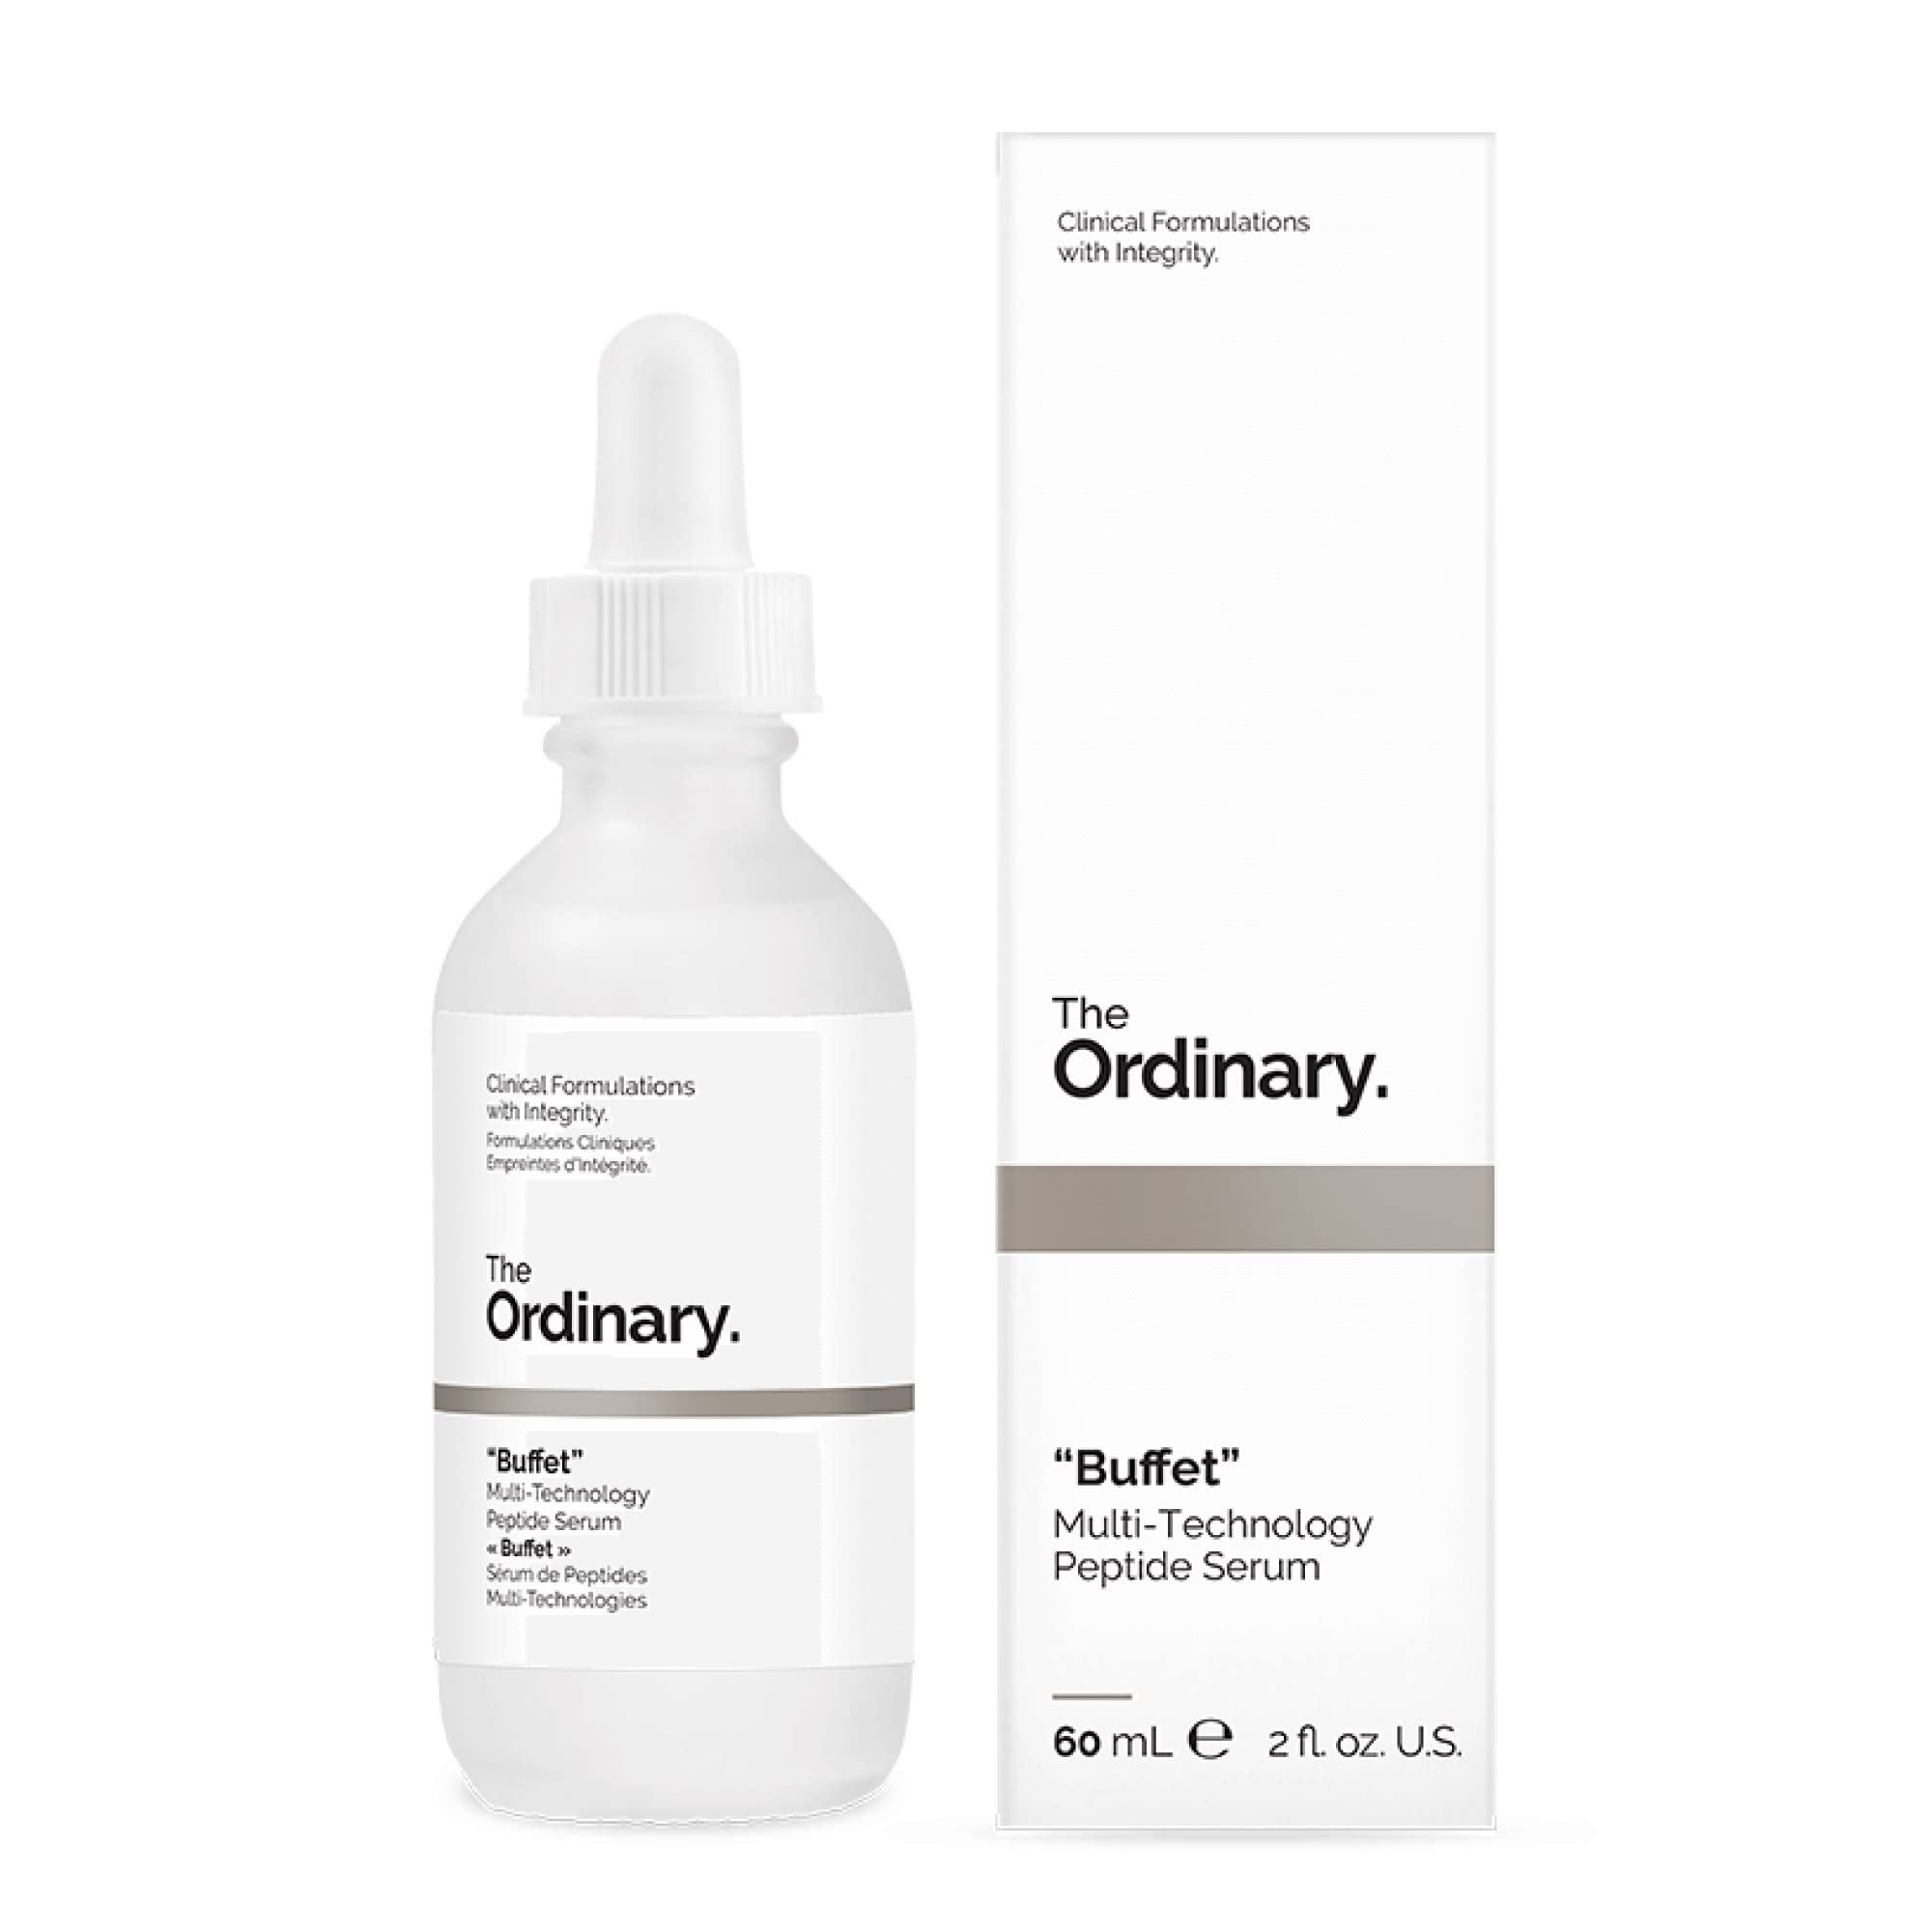 Clinical Formulations
with Integrity.
Formulations Cliniques
Empreintes d'Intégrité.
The
Ordinary.
"Buffet"
Multi-Technology
Peptide Serum
« Buffet »
Sérum de Peptides
Multi-Technologies
Clinical Formulations
with Integrity.
The
Ordinary.
“Buffet”
Multi-Technology
Peptide Serum
60 mL ℮ 2 fl. oz. U.S.